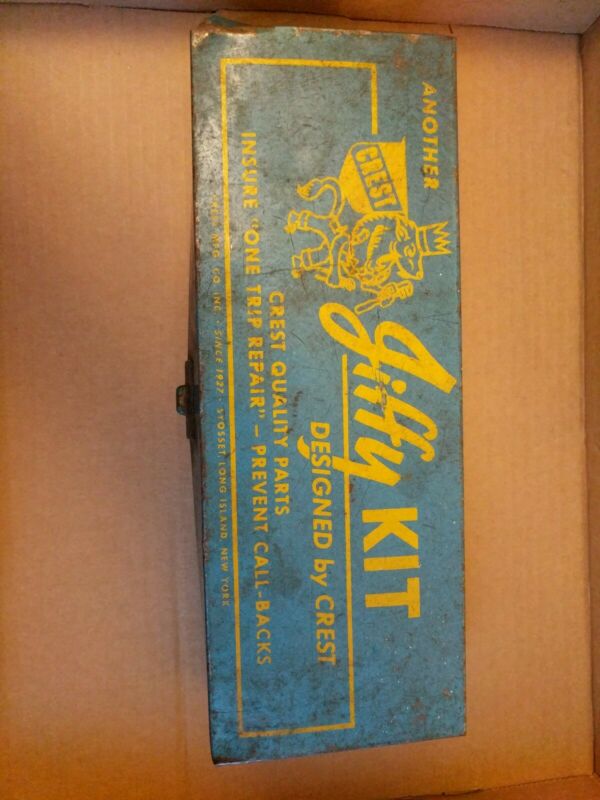 ANOTHER
CREST
Jiffy KIT
DESIGNED by CREST
CREST QUALITY PARTS
INSURE "ONE TRIP REPAIR" – PREVENT CALL-BACKS
MFG. CO. INC. • SINCE 1927 • SYOSSET, LONG ISLAND, NEW YORK